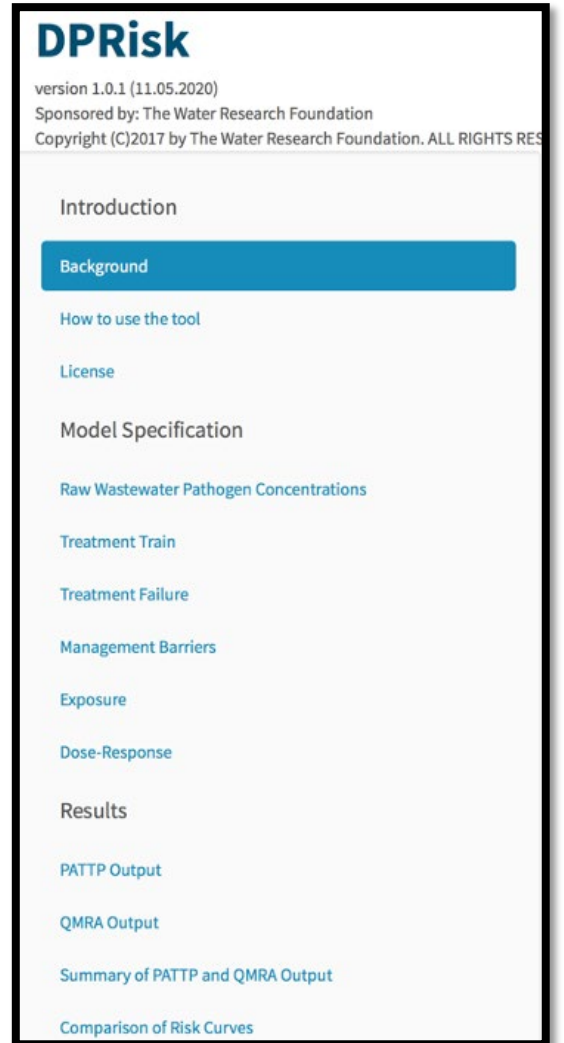 DPRisk
version 1.0.1 (11.05.2020)
Sponsored by: The Water Research Foundation
Copyright (C)2017 by The Water Research Foundation. ALL RIGHTS RES
Introduction
Background
How to use the tool
License
Model Specification
Raw Wastewater Pathogen Concentrations
Treatment Train
Treatment Failure
Management Barriers
Exposure
Dose-Response
Results
PATTP Output
QMRA Output
Summary of PATTP and QMRA Output
Comparison of Risk Curves